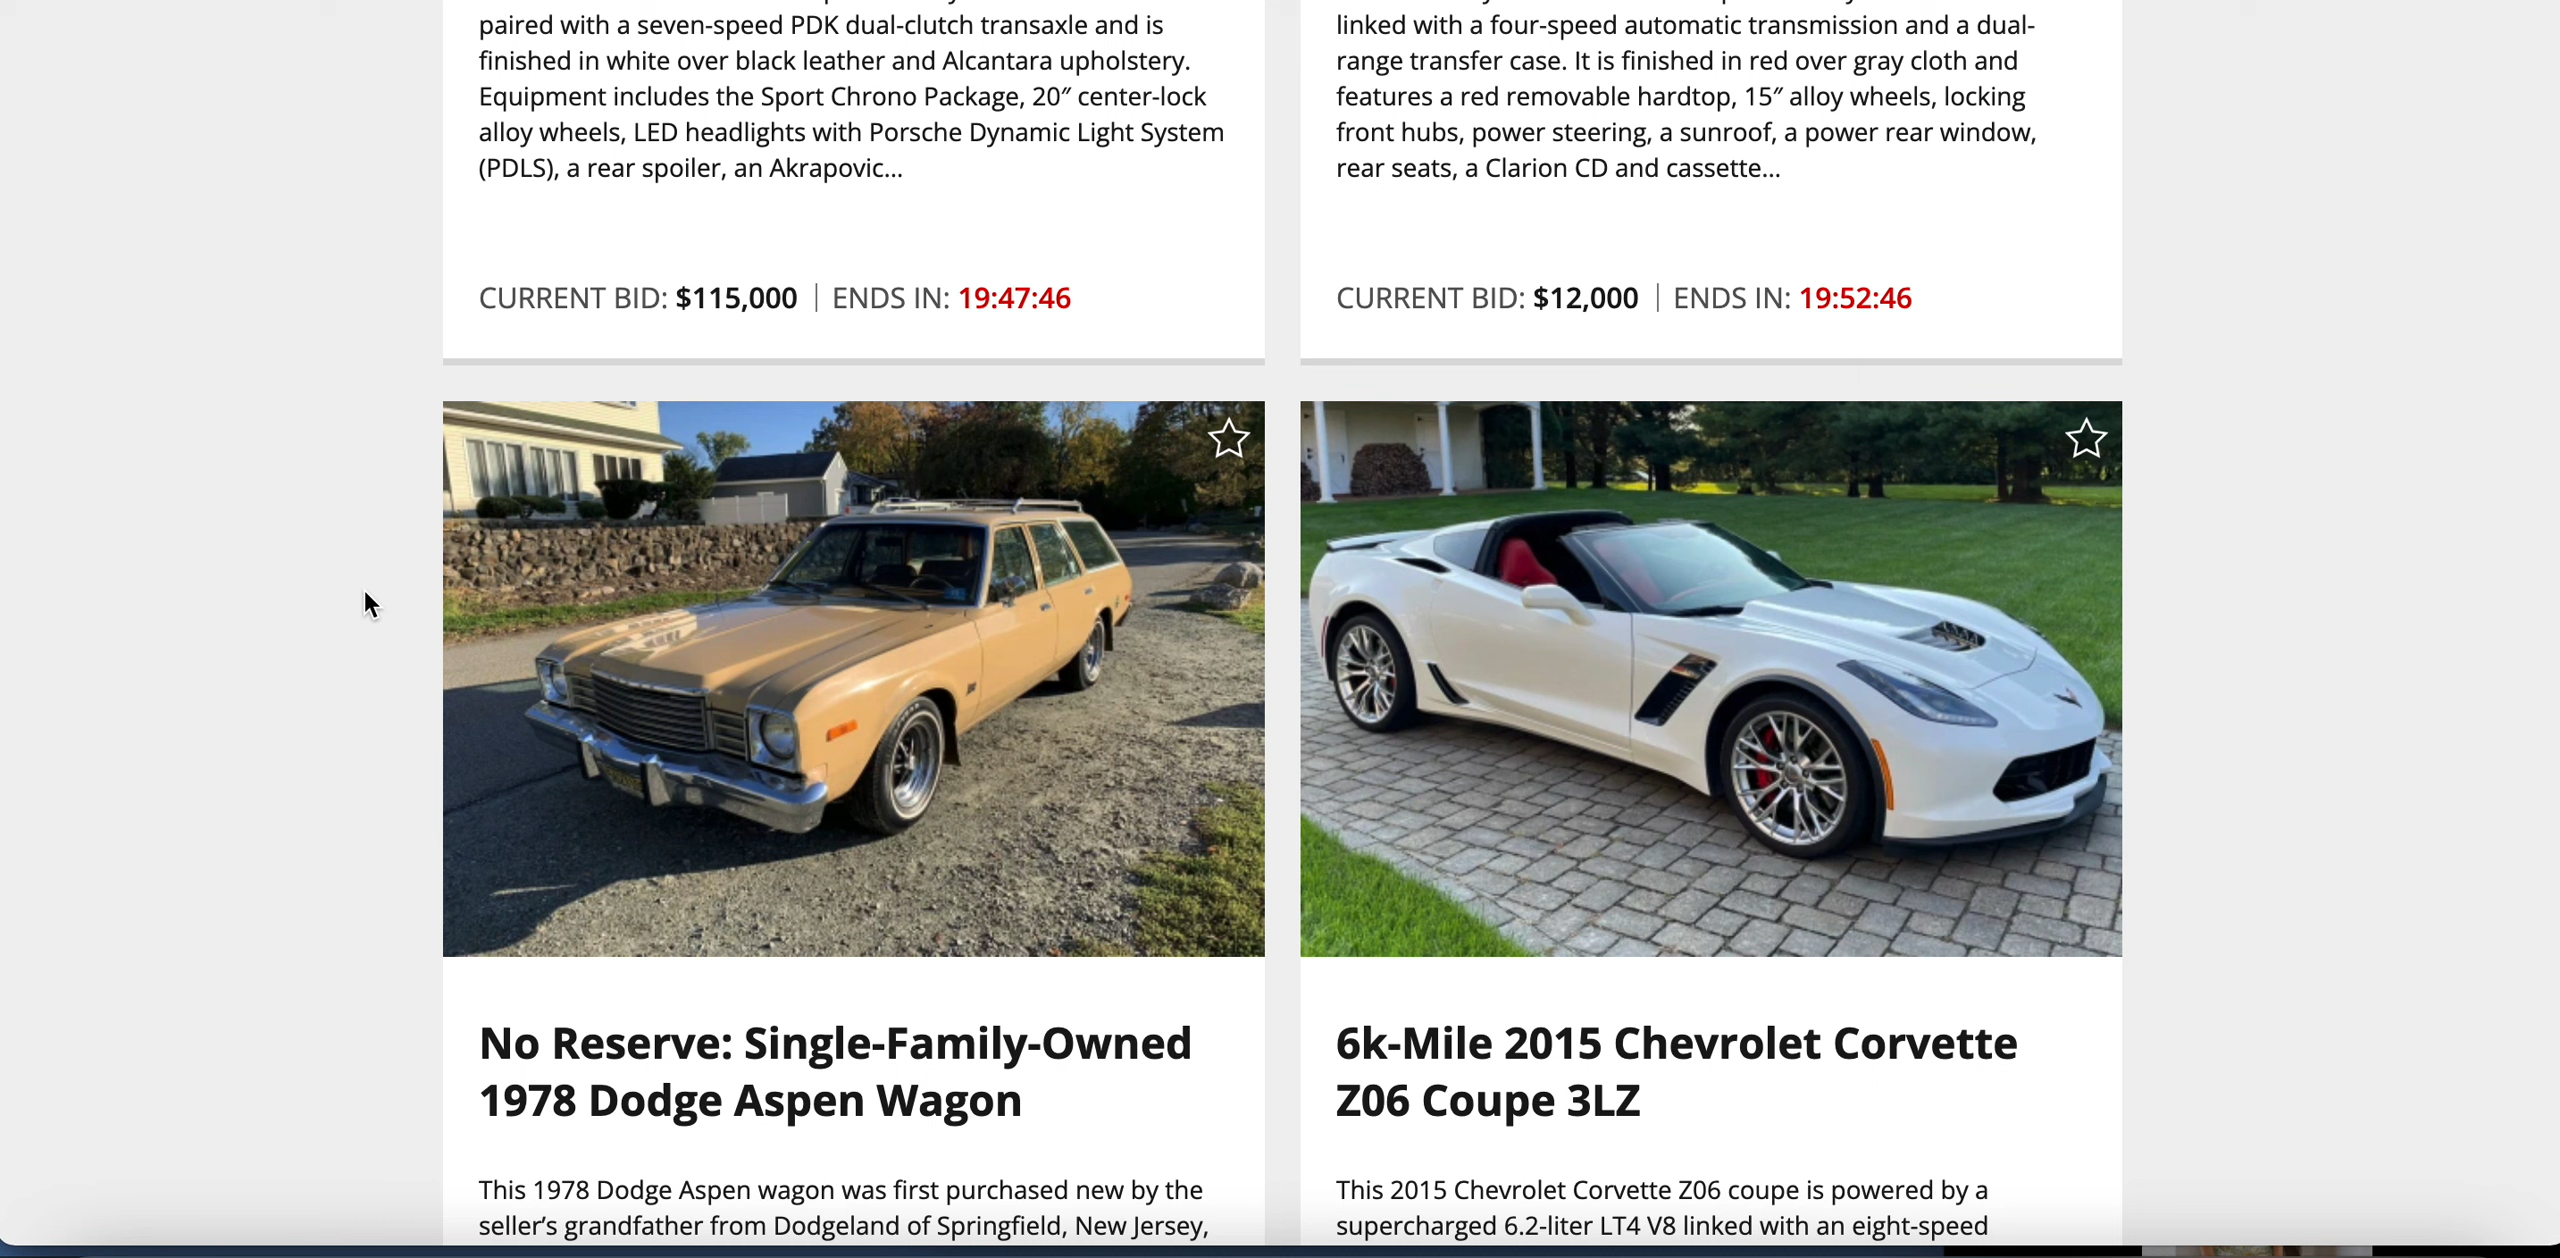 paired with a seven-speed PDK dual-clutch transaxle and is
finished in white over black leather and Alcantara upholstery.
Equipment includes the Sport Chrono Package, 20″ center-lock
alloy wheels, LED headlights with Porsche Dynamic Light System
(PDLS), a rear spoiler, an Akrapovic...
CURRENT BID: $115,000 | ENDS IN: 19:47:46
linked with a four-speed automatic transmission and a dual-
range transfer case. It is finished in red over gray cloth and
features a red removable hardtop, 15″ alloy wheels, locking
front hubs, power steering, a sunroof, a power rear window,
rear seats, a Clarion CD and cassette...
CURRENT BID: $12,000 | ENDS IN: 19:52:46
No Reserve: Single-Family-Owned
1978 Dodge Aspen Wagon
This 1978 Dodge Aspen wagon was first purchased new by the
seller’s grandfather from Dodgeland of Springfield, New Jersey,
6k-Mile 2015 Chevrolet Corvette
Z06 Coupe 3LZ
This 2015 Chevrolet Corvette Z06 coupe is powered by a
supercharged 6.2-liter LT4 V8 linked with an eight-speed